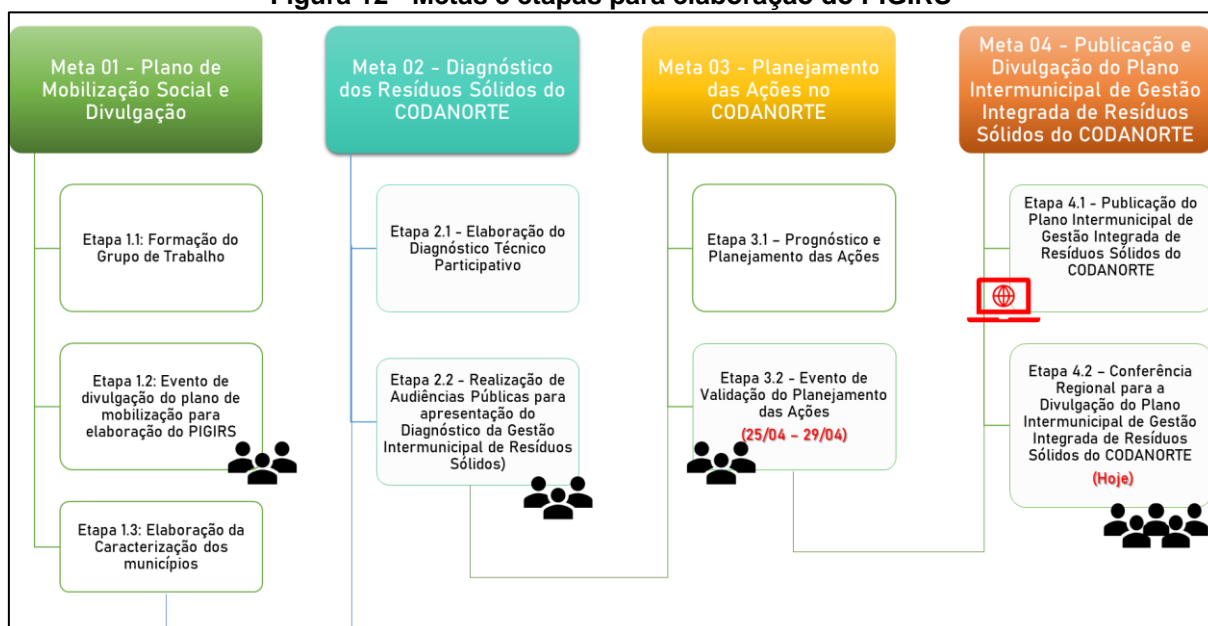 Figura 12 - Metas e etapas para elaboração do PIGIRS
Meta 01 - Plano de
Mobilização Social e
Divulgação
Etapa 1.1: Formação do
Grupo de Trabalho
Etapa 1.2: Evento de
divulgação do plano de
mobilização para
elaboração do PIGIRS
Etapa 1.3: Elaboração da
Caracterização dos
municípios
Meta 02 - Diagnóstico
dos Resíduos Sólidos do
CODANORTE
Etapa 2.1 - Elaboração do
Diagnóstico Técnico
Participativo
Etapa 2.2 - Realização de
Audiências Públicas para
apresentação do
Diagnóstico da Gestão
Intermunicipal de Resíduos
Sólidos)
Meta 03 - Planejamento
das Ações no
CODANORTE
Etapa 3.1 – Prognóstico e
Planejamento das Ações
Etapa 3.2 - Evento de
Validação do Planejamento
das Ações
(25/04 – 29/04)
Meta 04 - Publicação e
Divulgação do Plano
Intermunicipal de Gestão
Integrada de Resíduos
Sólidos do CODANORTE
Etapa 4.1 - Publicação do
Plano Intermunicipal de
Gestão Integrada de
Resíduos Sólidos do
CODANORTE
Etapa 4.2 – Conferência
Regional para a
Divulgação do Plano
Intermunicipal de Gestão
Integrada de Resíduos
Sólidos do CODANORTE
(Hoje)